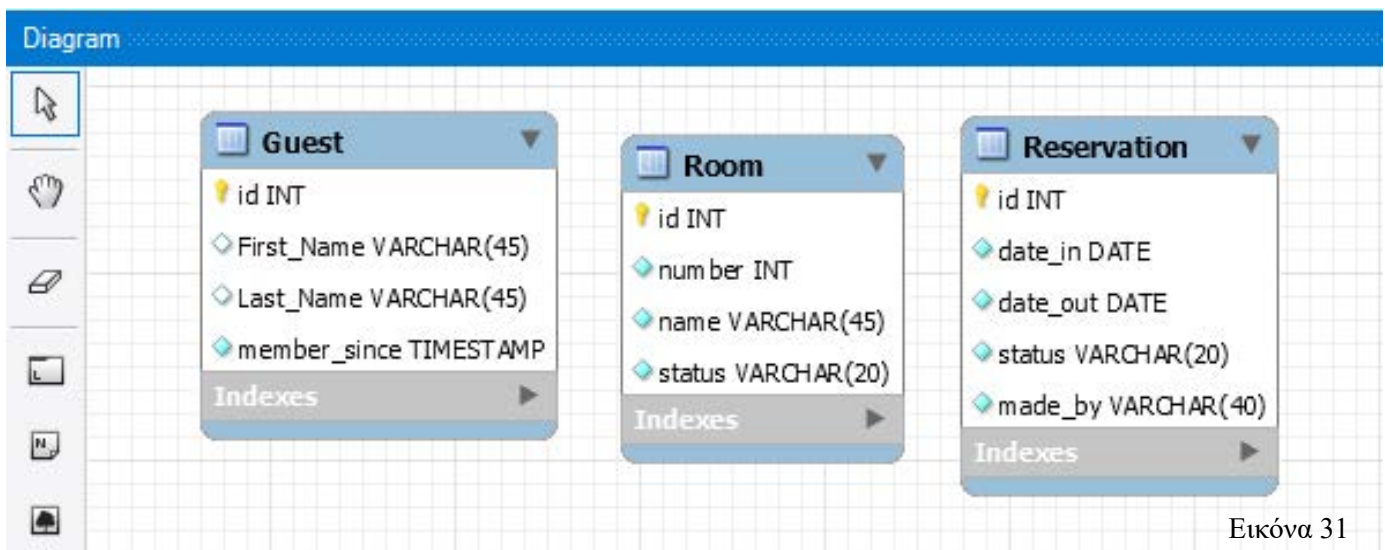 Diagram
Guest
id INT
First_Name VARCHAR(45)
Last_Name VARCHAR(45)
member_since TIMESTAMP
Indexes
Room
id INT
number INT
name VARCHAR(45)
status VARCHAR(20)
Indexes
Reservation
id INT
date_in DATE
date_out DATE
status VARCHAR(20)
made_by VARCHAR(40)
Indexes
L
N
Εικόνα 31